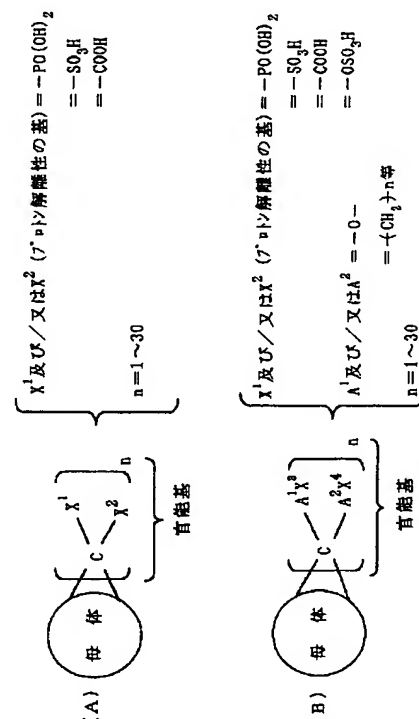 X¹及び/又はX² (プロトン解離性の基) = -PO(OH)₂
= -SO₃H
= -COOH
n=1~30
母 体
C
X¹
X²
n
官能基
(A)
X¹及び/又はX² (プロトン解離性の基) = -PO(OH)₂
= -SO₃H
= -COOH
= -OSO₃H
A¹及び/又はA² = -O-
= -(CH₂)-n等
n=1~30
母 体
C
A¹X³
A²X⁴
n
官能基
B)